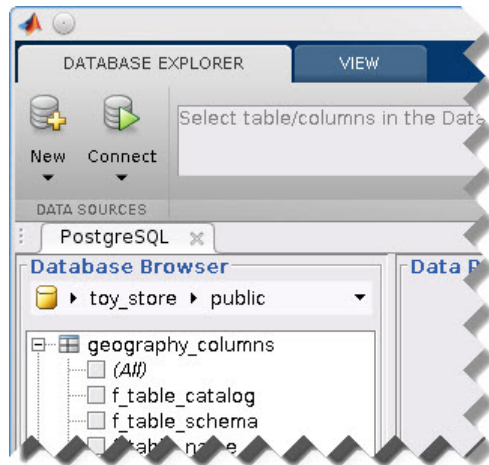 DATABASE EXPLORER
VIEW
New
Connect
Select table/columns in the Data
DATA SOURCES
PostgreSQL
Database Browser
Data
toy_store
public
geography_columns
(All)
f_table_catalog
f_table_schema